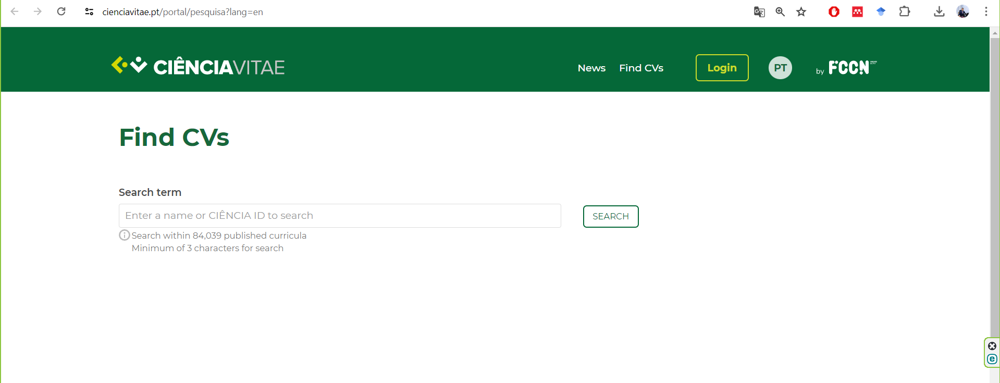 cienciavitae.pt/portal/pesquisa?lang=en
CIÊNCIAVITAE
News
Find CVs
Login
PT
by FCCN
Find CVs
Search term
Enter a name or CIÊNCIA ID to search
SEARCH
Search within 84,039 published curricula
Minimum of 3 characters for search